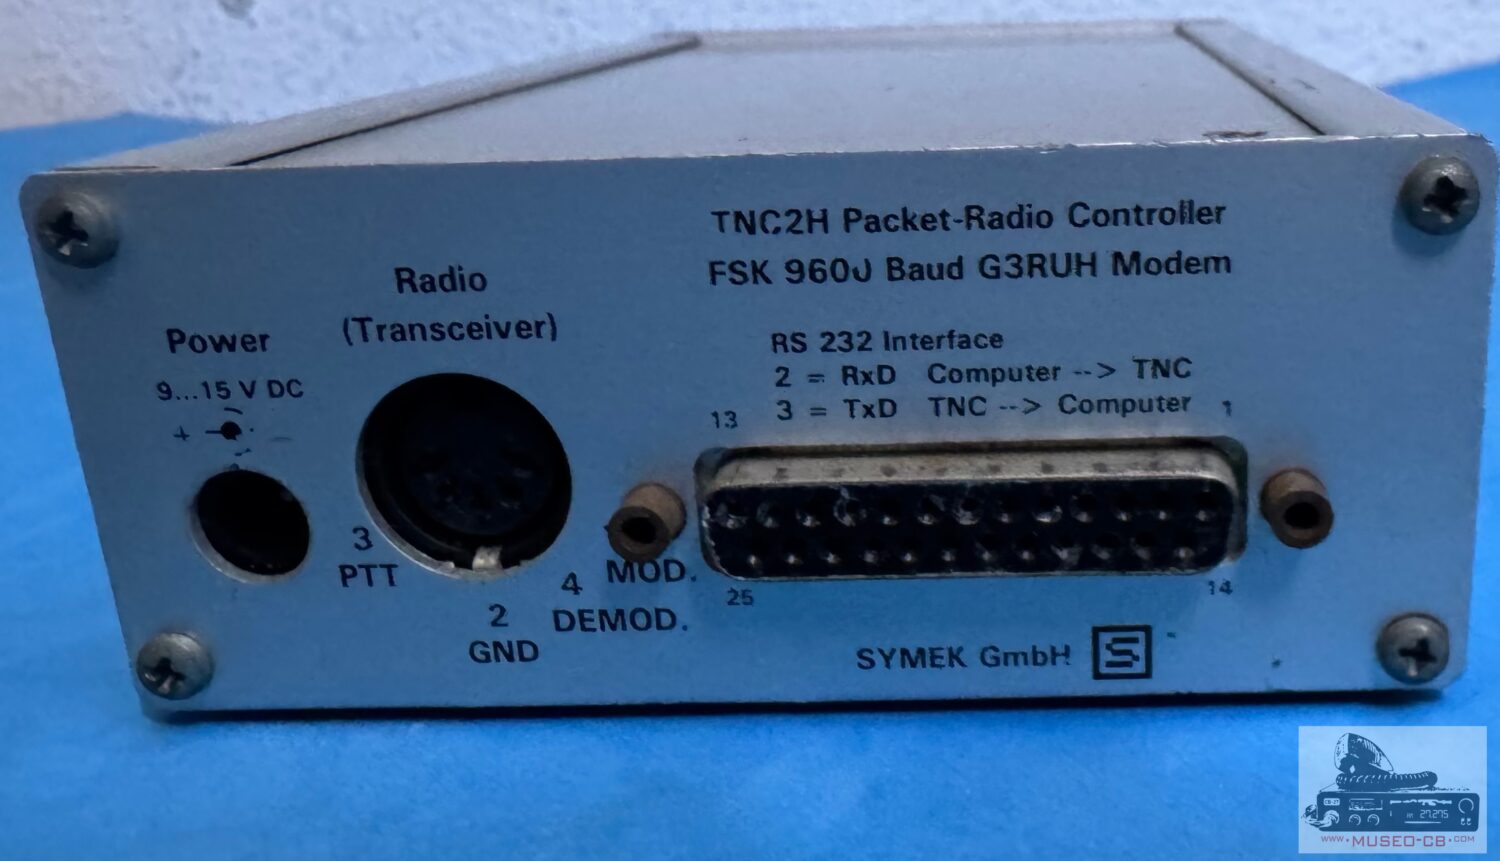 TNC2H Packet-Radio Controller
FSK 9600 Baud G3RUH Modem
Radio
(Transceiver)
Power
9...15 V DC
+ -
RS 232 Interface
2 = RxD Computer --> TNC
3 = TxD TNC --> Computer
13 1
3
PTT
2
GND
4 MOD.
DEMOD.
25 14
SYMEK GmbH S
27.275
www.MUSEO-CB.com